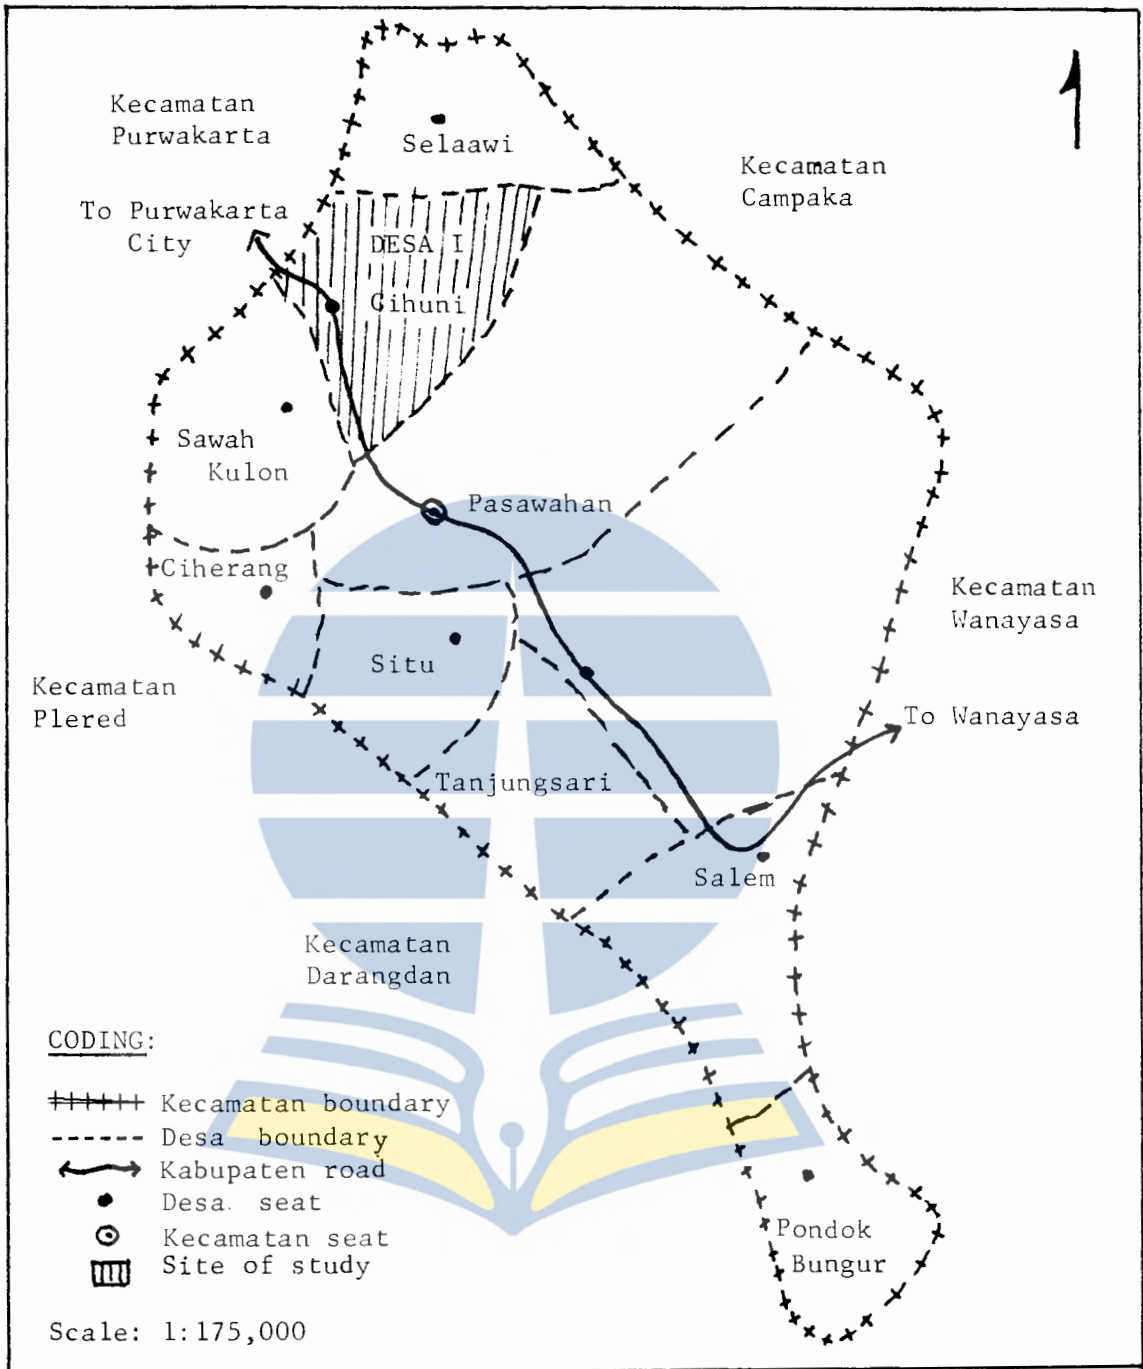 Kecamatan
Purwakarta
Selaawi
Kecamatan
Campaka
To Purwakarta
City
DESA I
Cihuni
Sawah
Kulon
Pasawahan
Ciherang
Kecamatan
Wanayasa
Situ
Kecamatan
Plered
To Wanayasa
Tanjungsari
Salem
Kecamatan
Darangdan
CODING:
Kecamatan boundary
Desa boundary
Kabupaten road
Desa. seat
Kecamatan seat
Site of study
Pondok
Bungur
Scale: 1:175,000